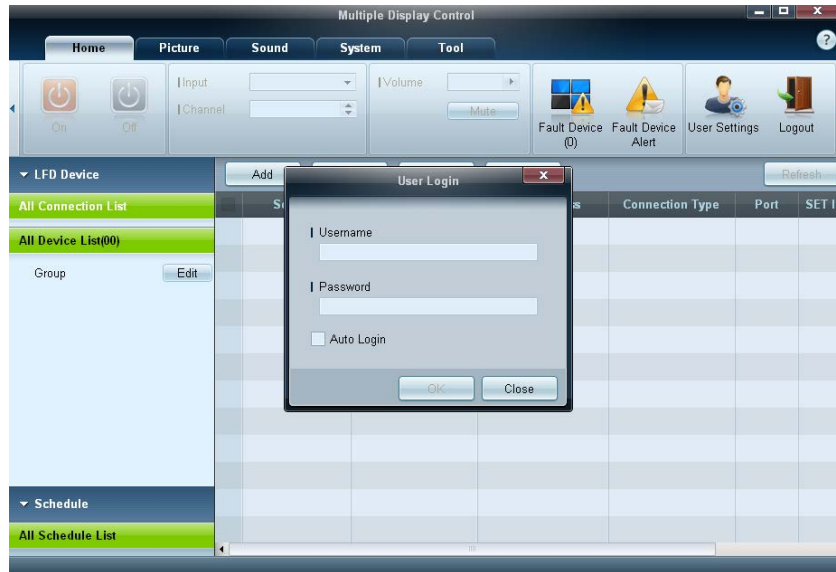 Multiple Display Control
Home Picture Sound System Tool
?
Input
Channel
Volume
Mute
On Off
Fault Device
(0)
Fault Device
Alert
User Settings
Logout
LFD Device
All Connection List
All Device List(00)
Group Edit
Add
Refresh
Connection Type Port SET I
User Login
x
Username
Password
Auto Login
OK Close
Schedule
All Schedule List